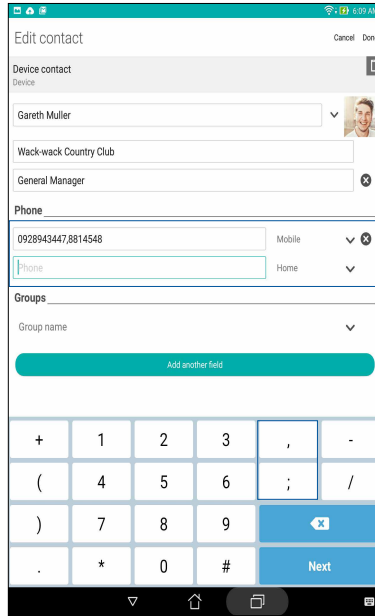 6:09 AM
Edit contact
Cancel Don
Device contact
Device
Gareth Muller
Wack-wack Country Club
General Manager
Phone
0928943447,8814548 Mobile
Phone Home
Groups
Group name
Add another field
+ 1 2 3 , -
( 4 5 6 ; /
) 7 8 9
. * 0 # Next